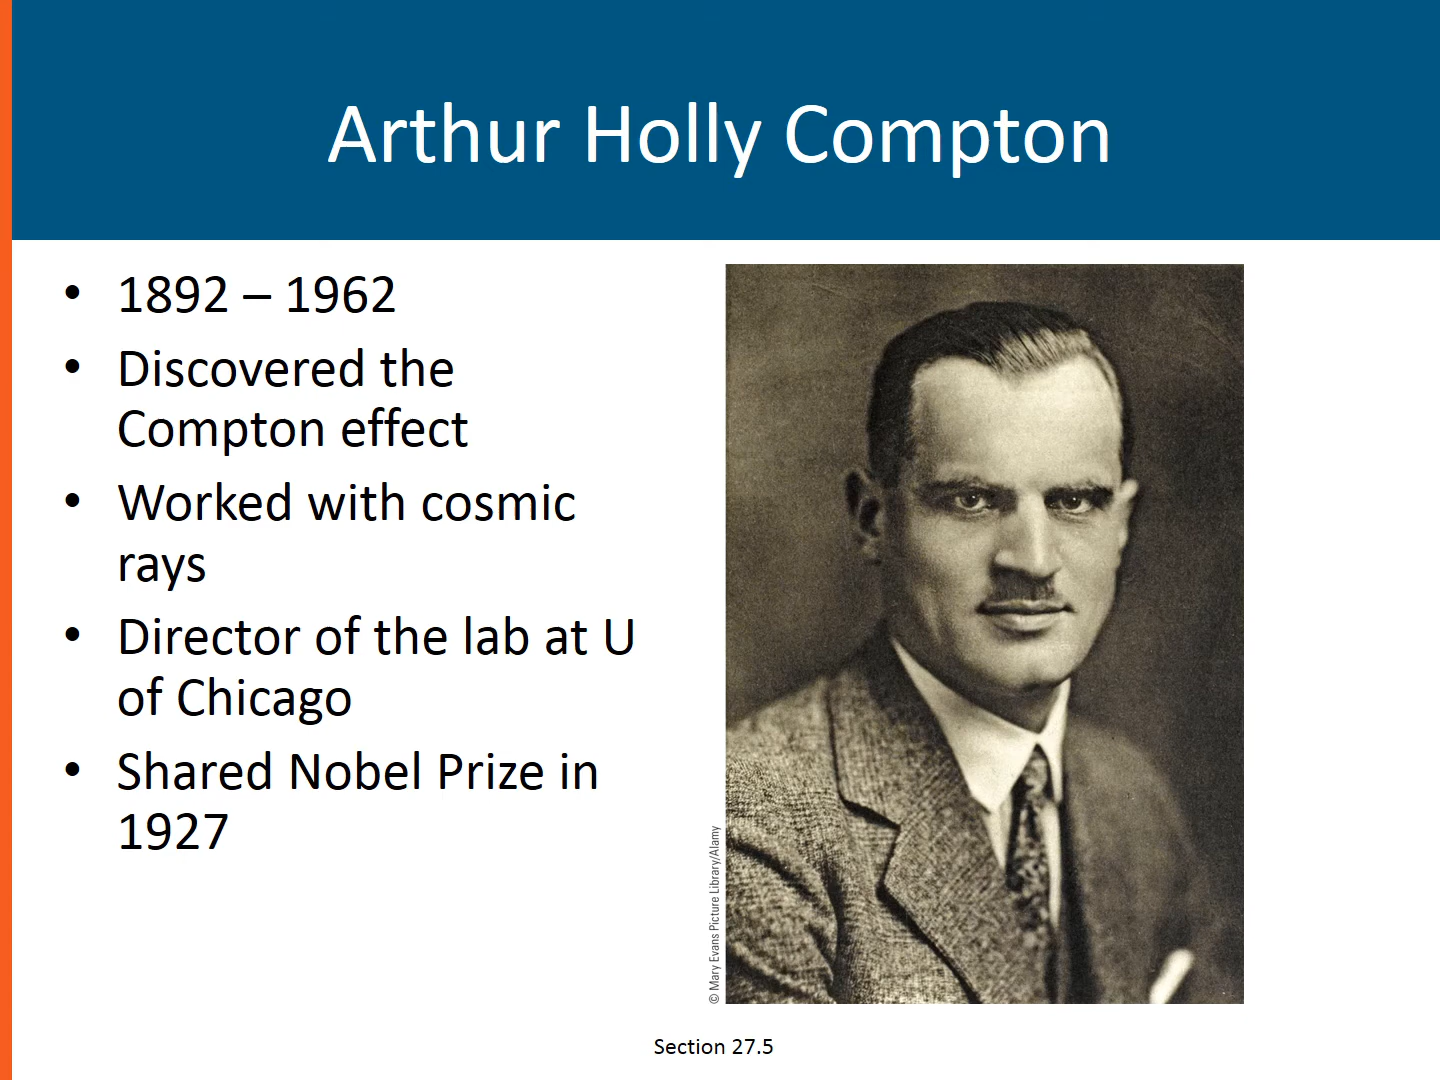 Arthur Holly Compton
• 1892 – 1962
• Discovered the
Compton effect
• Worked with cosmic
rays
• Director of the lab at U
of Chicago
• Shared Nobel Prize in
1927
© Mary Evans Picture Library/Alamy
Section 27.5